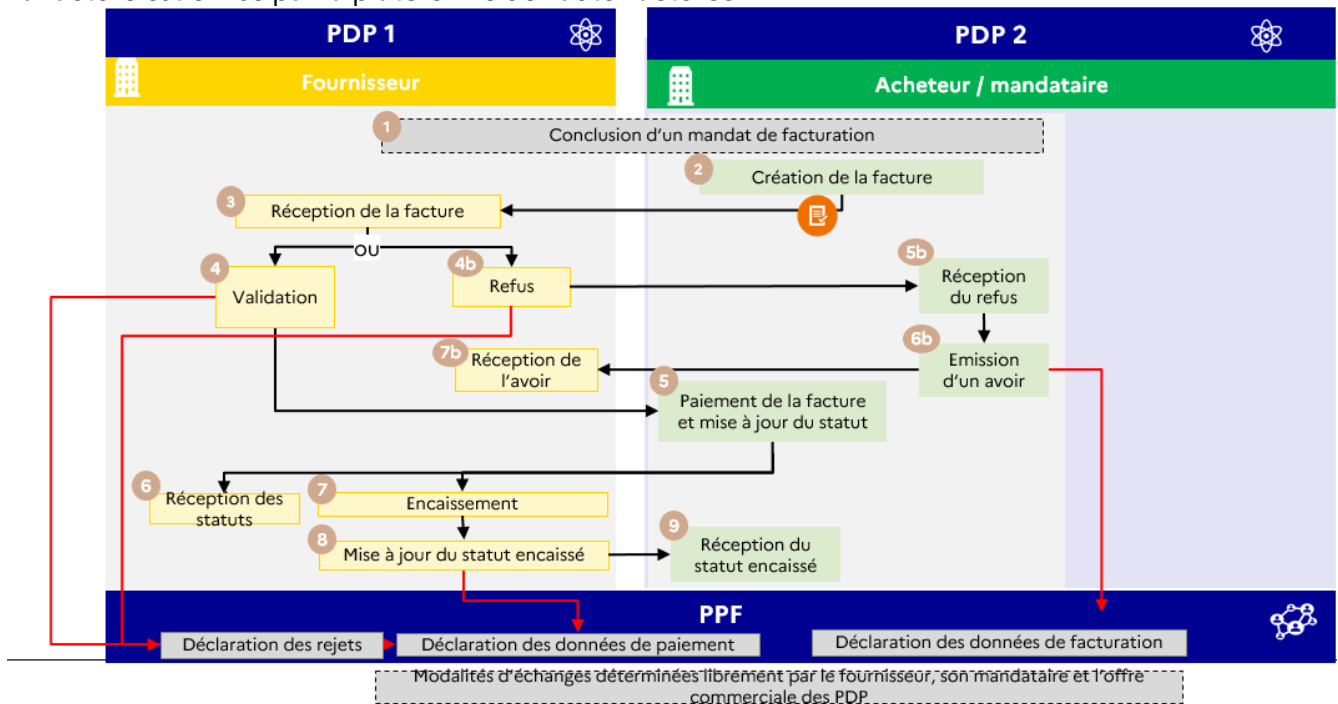 PDP 1
PDP 2
Fournisseur
Acheteur / mandataire
1
Conclusion d'un mandat de facturation
2
Création de la facture
3
Réception de la facture
OU
4
Validation
4b
Refus
5b
Réception
du refus
6b
Emission
d'un avoir
7b
Réception de
l'avoir
5
Paiement de la facture
et mise à jour du statut
6
Réception des
statuts
7
Encaissement
8
Mise à jour du statut encaissé
9
Réception du
statut encaissé
PPF
Déclaration des rejets
Déclaration des données de paiement
Déclaration des données de facturation
Modalités d'échanges déterminées librement par le fournisseur, son mandataire et l'offre
commerciale des PDP